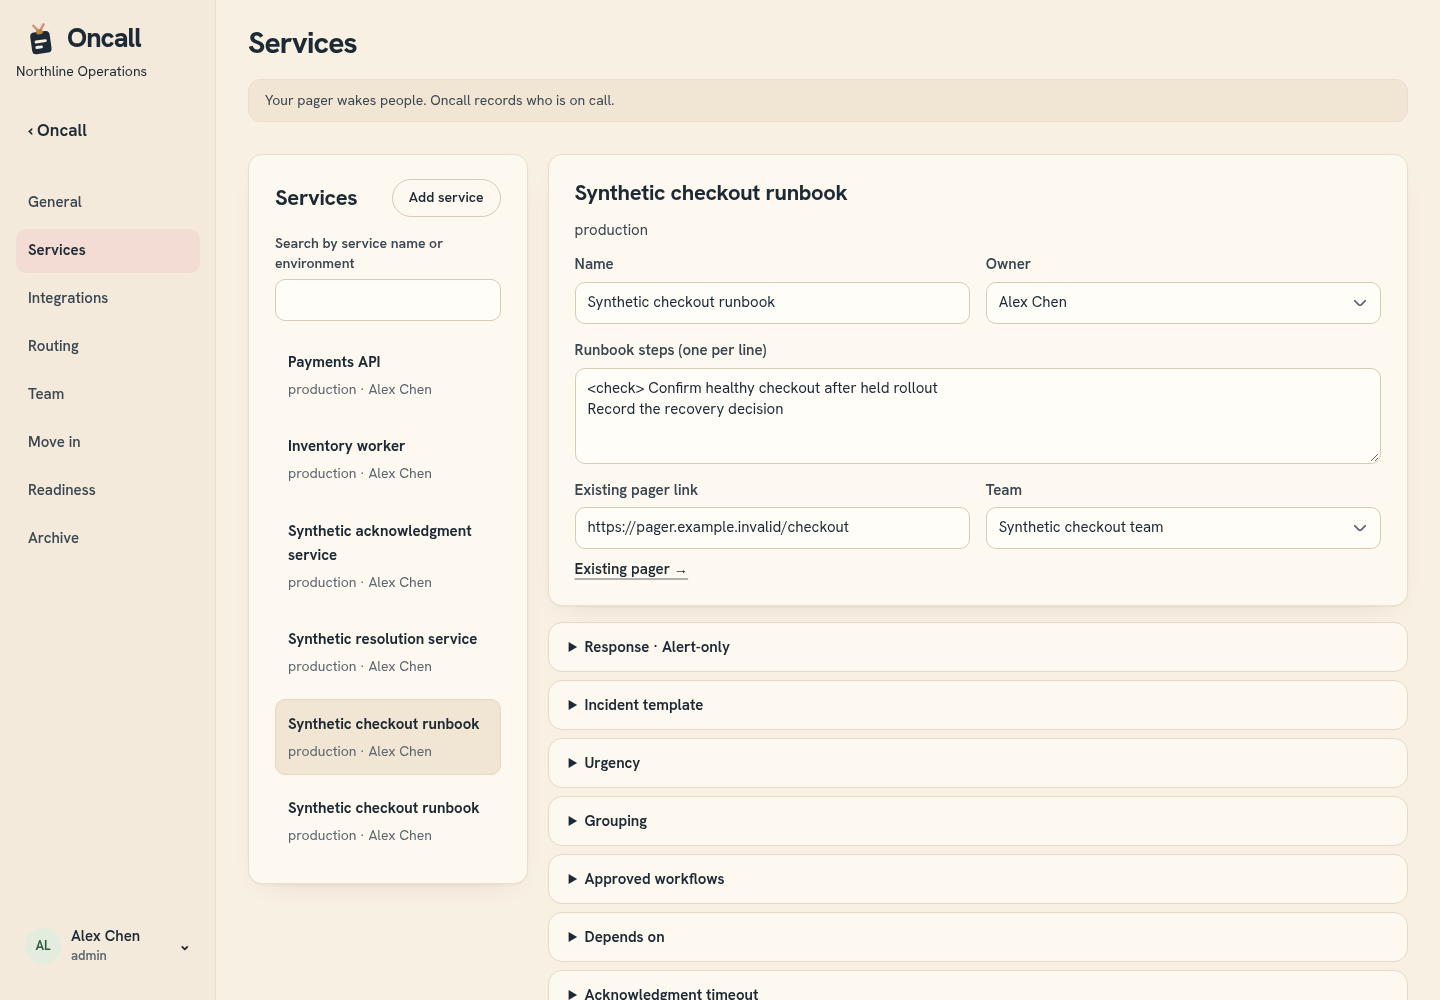 Oncall
Northline Operations
‹ Oncall
General
Services
Integrations
Routing
Team
Move in
Readiness
Archive
AL
Alex Chen
admin
Services
Your pager wakes people. Oncall records who is on call.
Services
Add service
Search by service name or
environment
Payments API
production · Alex Chen
Inventory worker
production · Alex Chen
Synthetic acknowledgment
service
production · Alex Chen
Synthetic resolution service
production · Alex Chen
Synthetic checkout runbook
production · Alex Chen
Synthetic checkout runbook
production · Alex Chen
Synthetic checkout runbook
production
Name
Owner
Synthetic checkout runbook
Alex Chen
Runbook steps (one per line)
<check> Confirm healthy checkout after held rollout
Record the recovery decision
Existing pager link
Team
https://pager.example.invalid/checkout
Synthetic checkout team
Existing pager →
Response · Alert-only
Incident template
Urgency
Grouping
Approved workflows
Depends on
Acknowledgment timeout